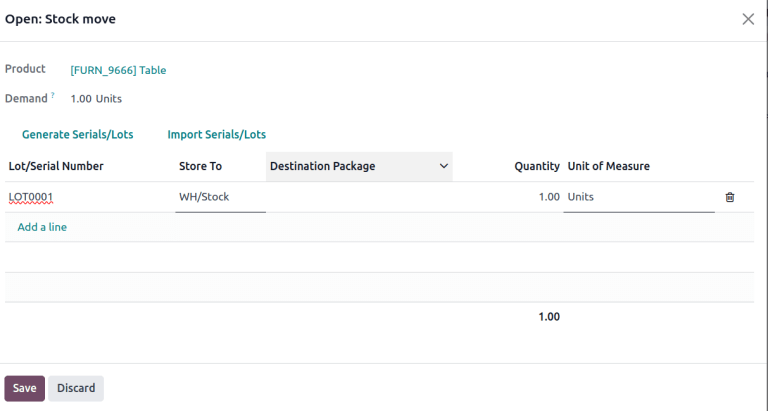 Open: Stock move
Product [FURN_9666] Table
Demand ? 1.00 Units
Generate Serials/Lots Import Serials/Lots
Lot/Serial Number Store To Destination Package Quantity Unit of Measure
LOT0001 WH/Stock 1.00 Units
Add a line
1.00
Save Discard